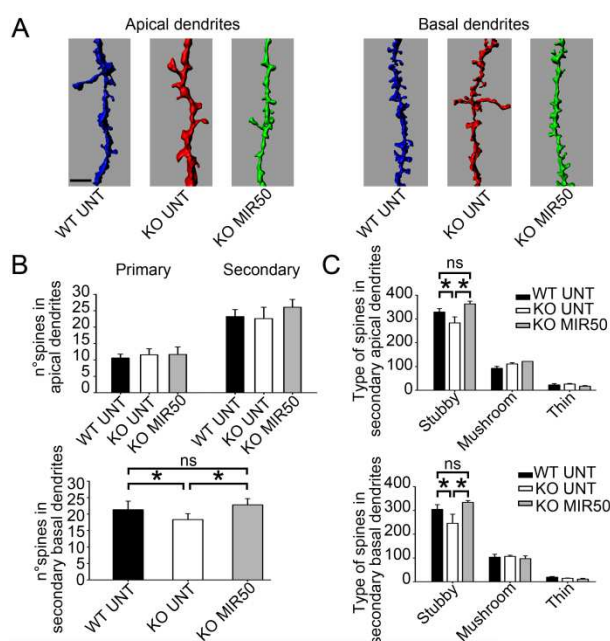 A
Apical dendrites
Basal dendrites
WT UNT
KO UNT
KO MIR50
WT UNT
KO UNT
KO MIR50
B
Primary
Secondary
n°spines in
apical dendrites
30
25
20
15
10
5
0
WT UNT
KO UNT
KO MIR50
WT UNT
KO UNT
KO MIR50
n°spines in
secondary basal dendrites
30
25
20
15
10
5
0
ns
*
*
WT UNT
KO UNT
KO MIR50
C
Type of spines in
secondary apical dendrites
400
300
200
100
0
ns
* *
WT UNT
KO UNT
KO MIR50
Stubby
Mushroom
Thin
Type of spines in
secondary basal dendrites
400
300
200
100
0
ns
* *
WT UNT
KO UNT
KO MIR50
Stubby
Mushroom
Thin